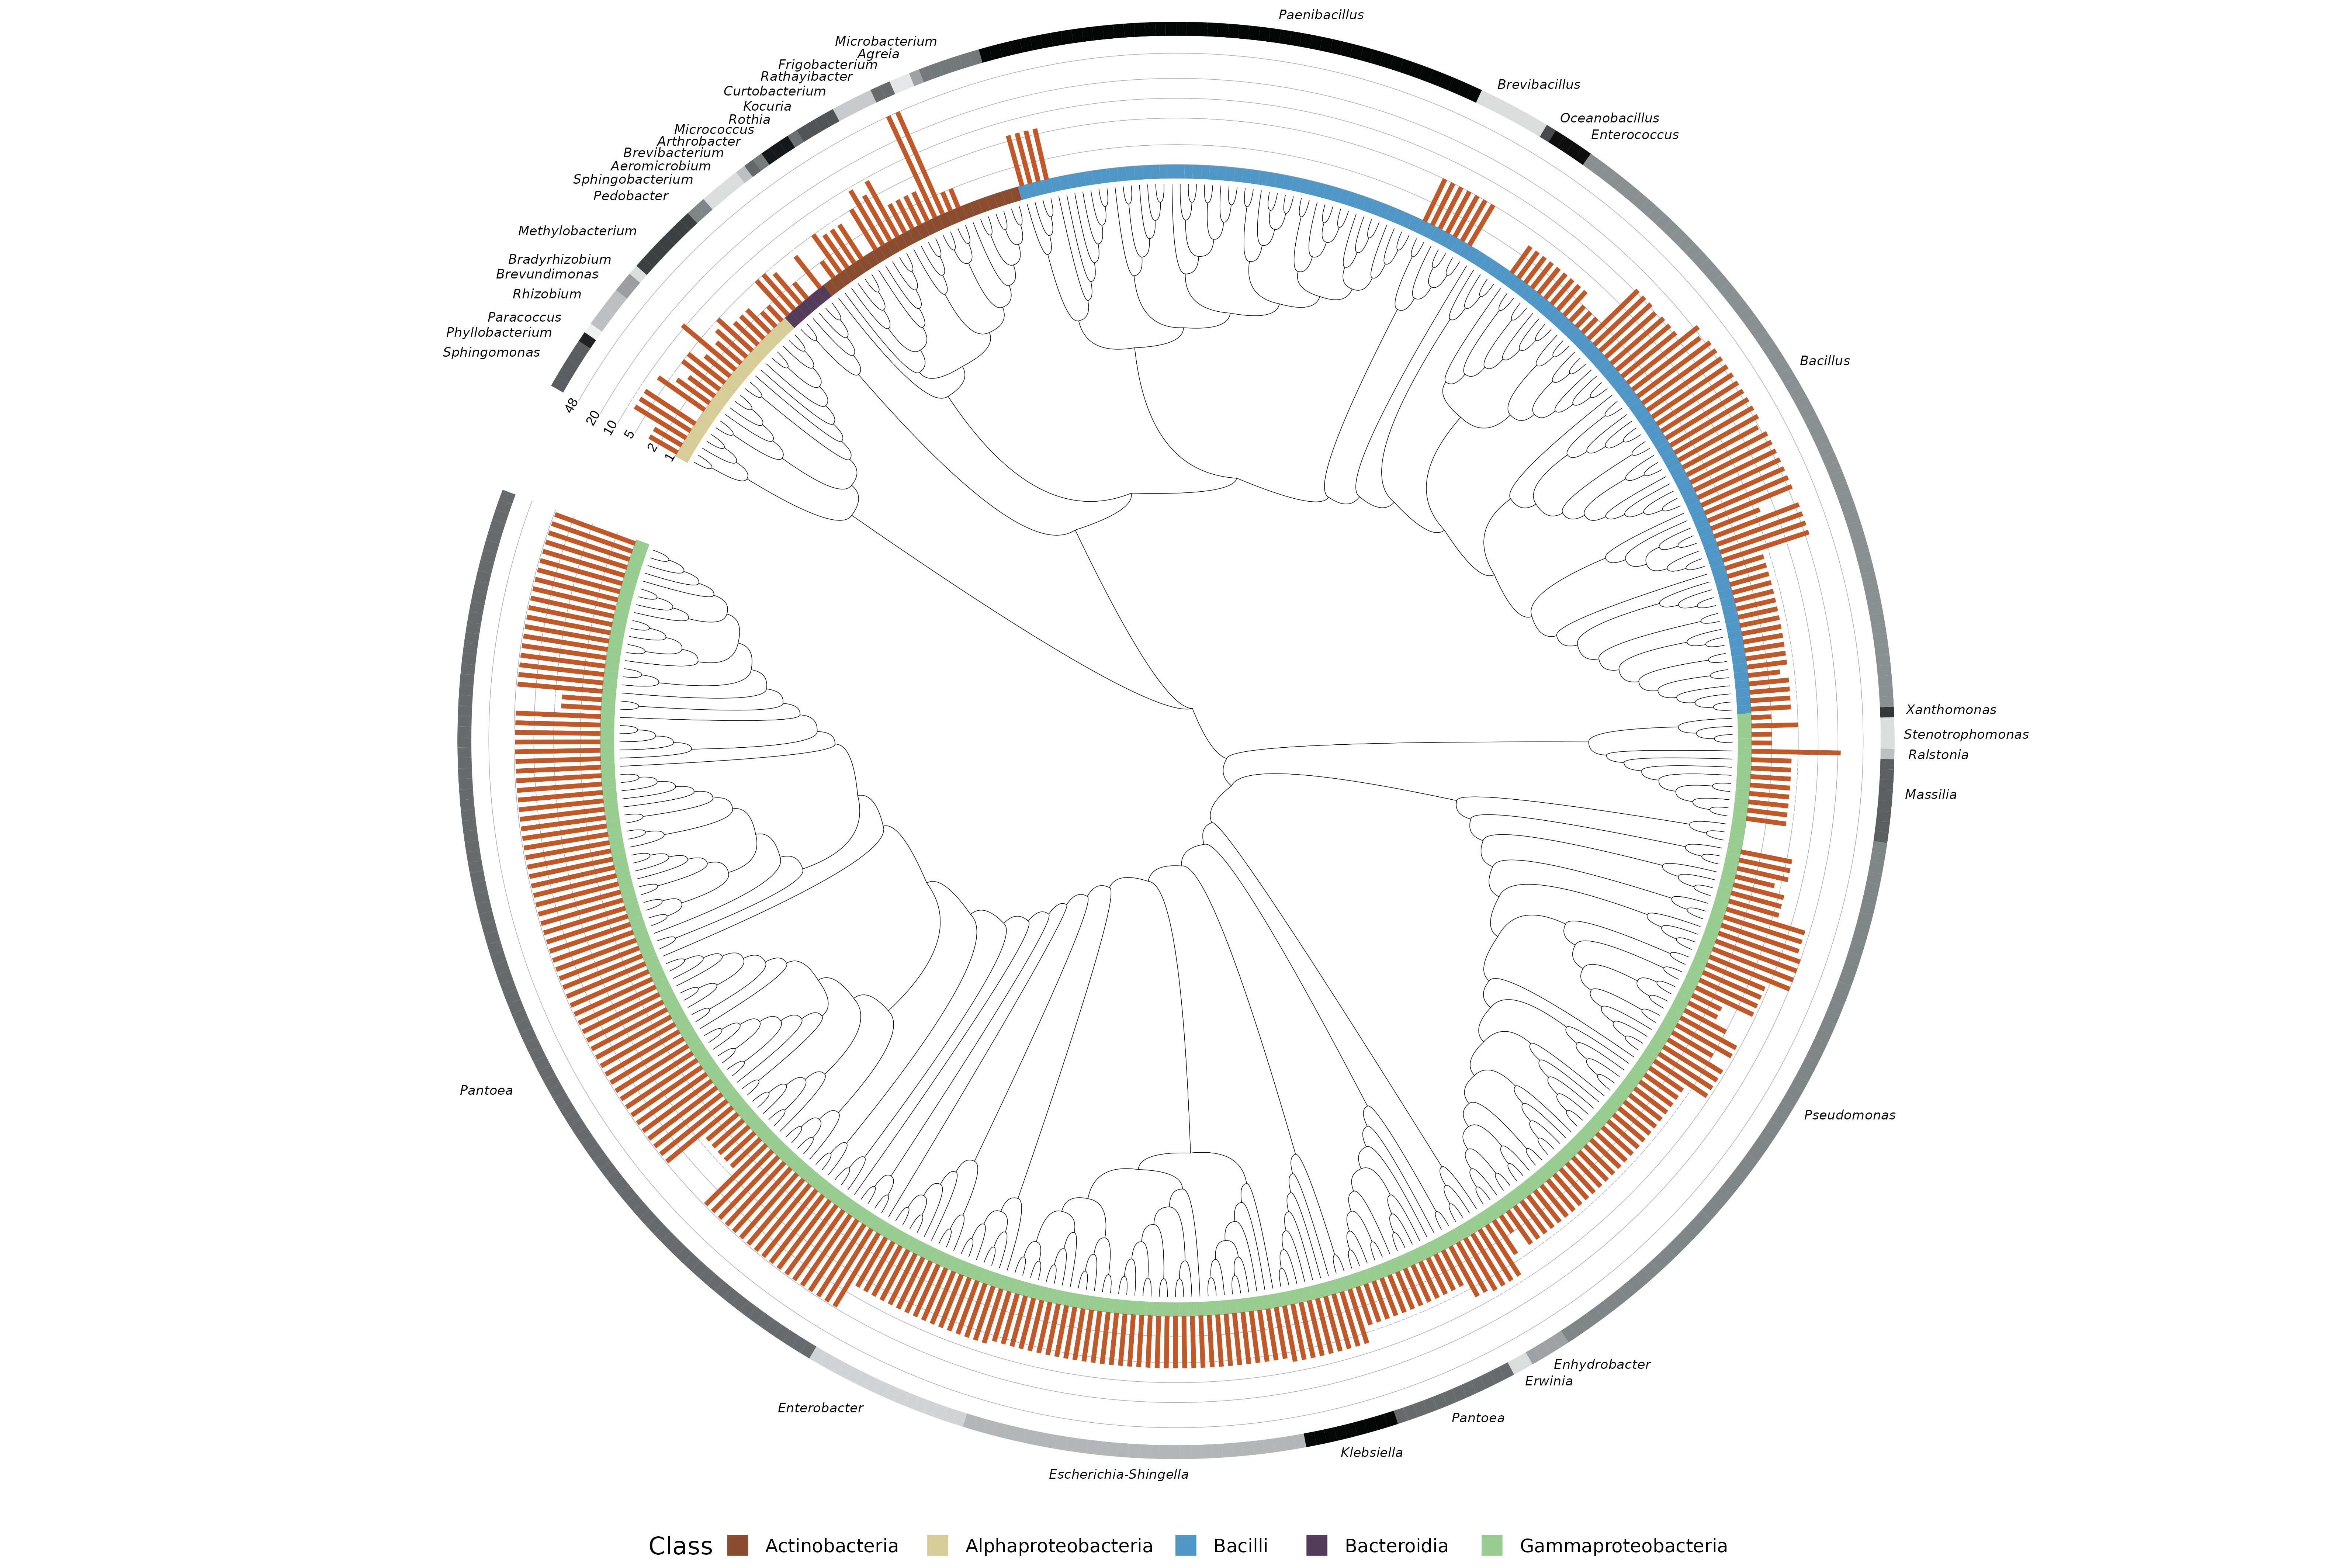 Paenibacillus
Microbacterium
Agreia
Frigobacterium
Rathayibacter
Curtobacterium
Kocuria
Rothia
Micrococcus
Arthrobacter
Brevibacterium
Aeromicrobium
Sphingobacterium
Pedobacter
Methylobacterium
Bradyrhizobium
Brevundimonas
Rhizobium
Paracoccus
Phyllobacterium
Sphingomonas
48
20
10
5
2
1
Brevibacillus
Oceanobacillus
Enterococcus
Bacillus
Xanthomonas
Stenotrophomonas
Ralstonia
Massilia
Pseudomonas
Enhydrobacter
Erwinia
Pantoea
Klebsiella
Escherichia-Shingella
Enterobacter
Pantoea
Class Actinobacteria Alphaproteobacteria Bacilli Bacteroidia Gammaproteobacteria